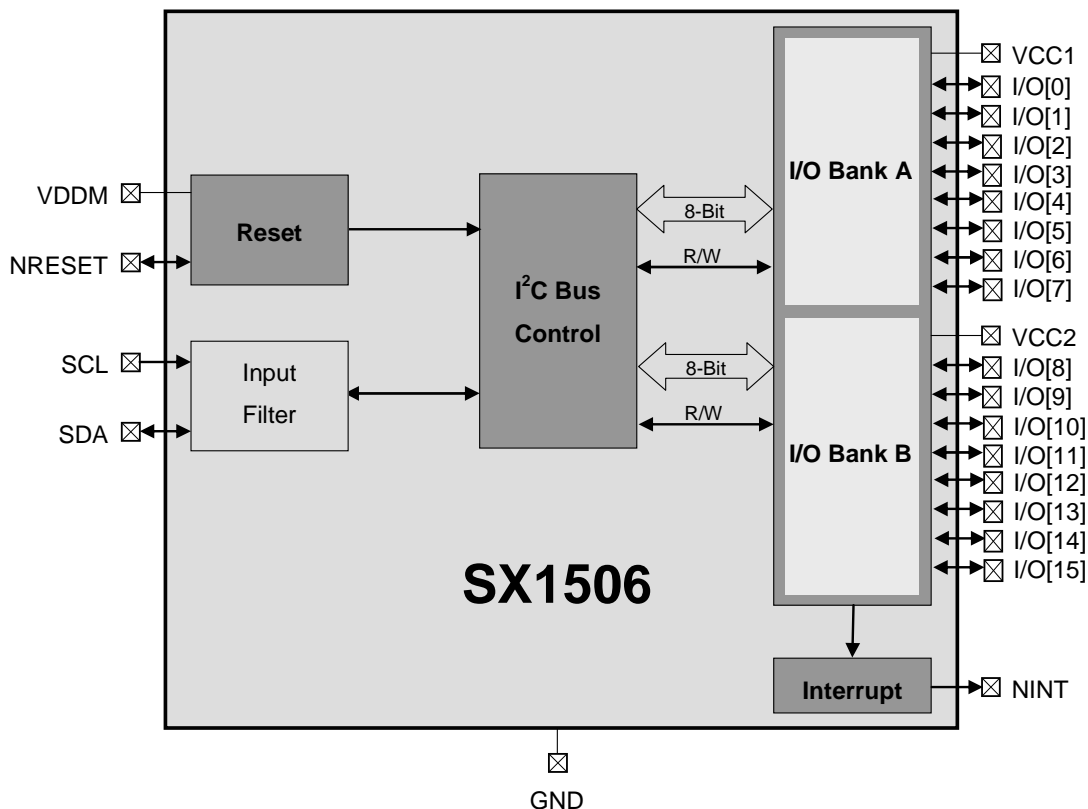 VDDM
NRESET
SCL
SDA
Reset
Input
Filter
I²C Bus
Control
8-Bit
R/W
8-Bit
R/W
I/O Bank A
I/O Bank B
VCC1
I/O[0]
I/O[1]
I/O[2]
I/O[3]
I/O[4]
I/O[5]
I/O[6]
I/O[7]
VCC2
I/O[8]
I/O[9]
I/O[10]
I/O[11]
I/O[12]
I/O[13]
I/O[14]
I/O[15]
SX1506
Interrupt
NINT
GND